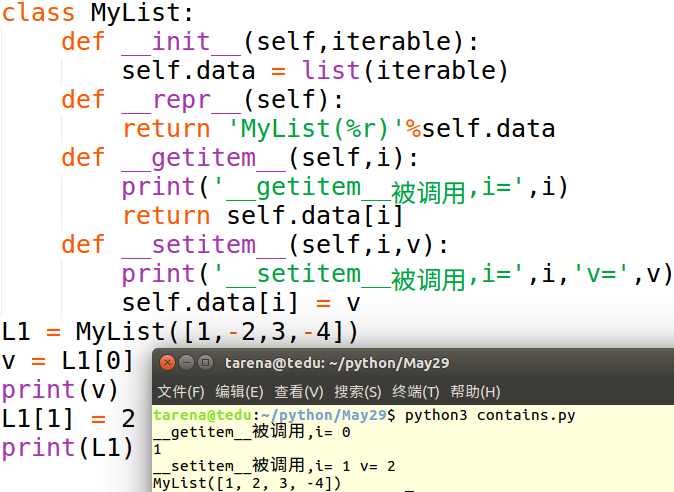 class MyList:
    def __init__(self,iterable):
        self.data = list(iterable)
    def __repr__(self):
        return 'MyList(%r)'%self.data
    def __getitem__(self,i):
        print('__getitem__被调用,i=',i)
        return self.data[i]
    def __setitem__(self,i,v):
        print('__setitem__被调用,i=',i,'v=',v)
        self.data[i] = v
L1 = MyList([1,-2,3,-4])
v = L1[0]
print(v)
L1[1] = 2
print(L1)
tarena@tedu: ~/python/May29
文件(F) 编辑(E) 查看(V) 搜索(S) 终端(T) 帮助(H)
tarena@tedu:~/python/May29$ python3 contains.py
__getitem__被调用,i= 0
1
__setitem__被调用,i= 1 v= 2
MyList([1, 2, 3, -4])